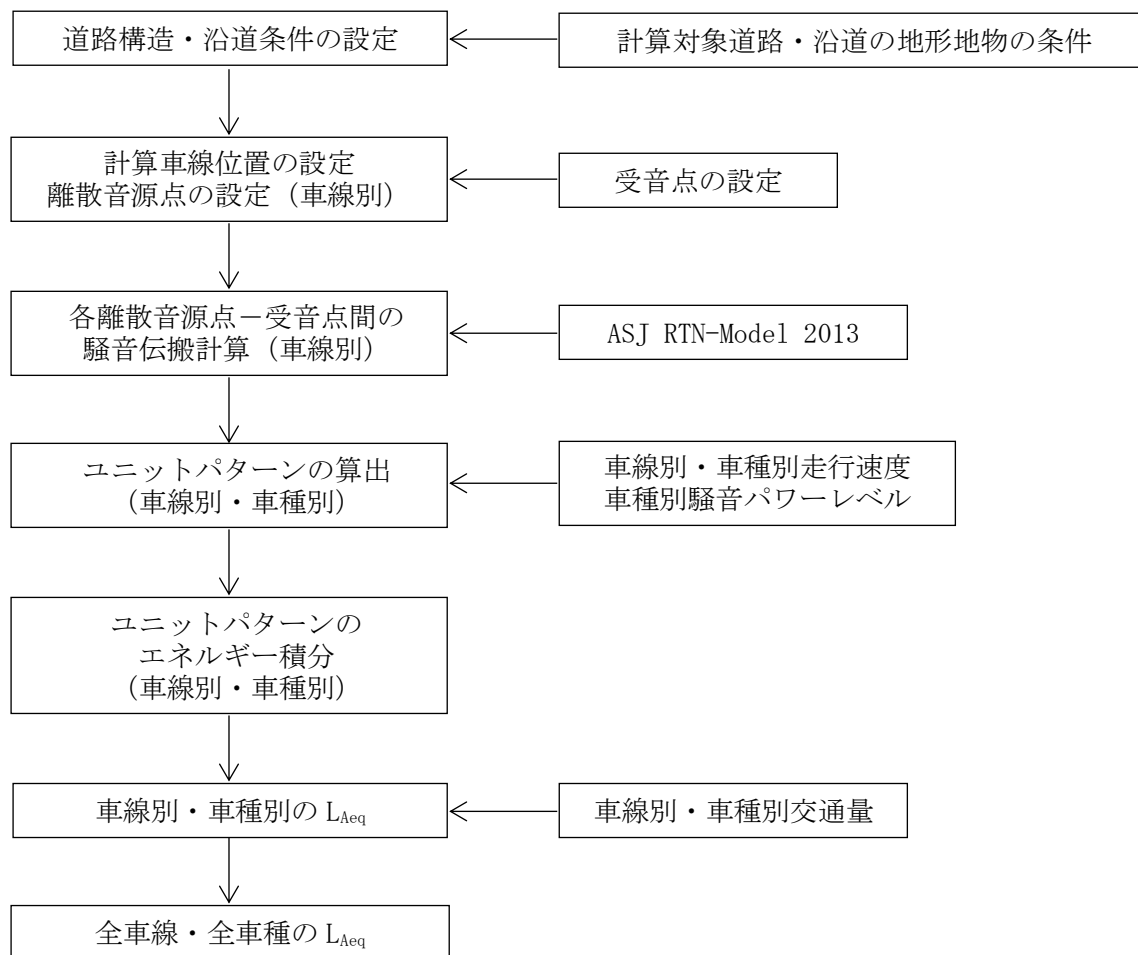 道路構造・沿道条件の設定
計算対象道路・沿道の地形地物の条件
計算車線位置の設定
離散音源点の設定（車線別）
受音点の設定
各離散音源点－受音点間の
騒音伝搬計算（車線別）
ASJ RTN-Model 2013
ユニットパターンの算出
（車線別・車種別）
車線別・車種別走行速度
車種別騒音パワーレベル
ユニットパターンの
エネルギー積分
（車線別・車種別）
車線別・車種別の LAeq
車線別・車種別交通量
全車線・全車種の LAeq